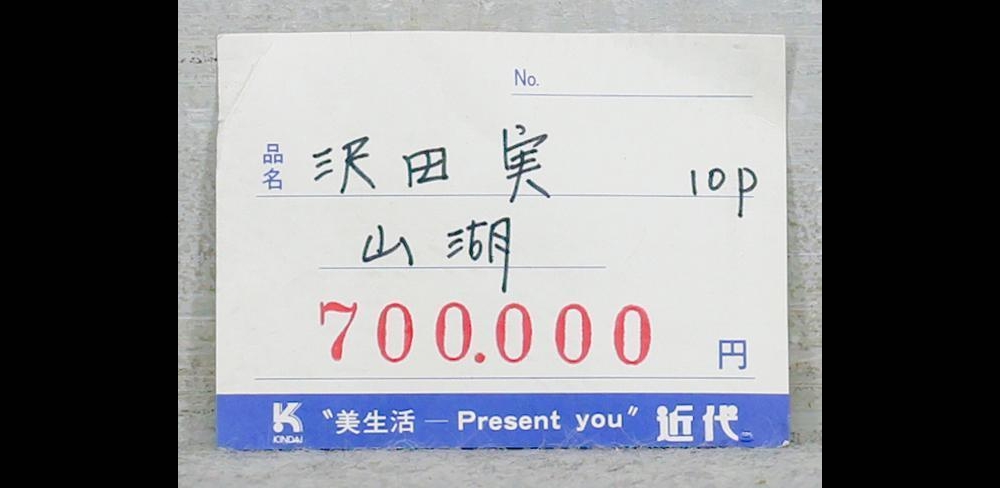 No.
品名 沢田 実 10p
山湖
700.000 円
K KINDAI "美生活 — Present you" 近代